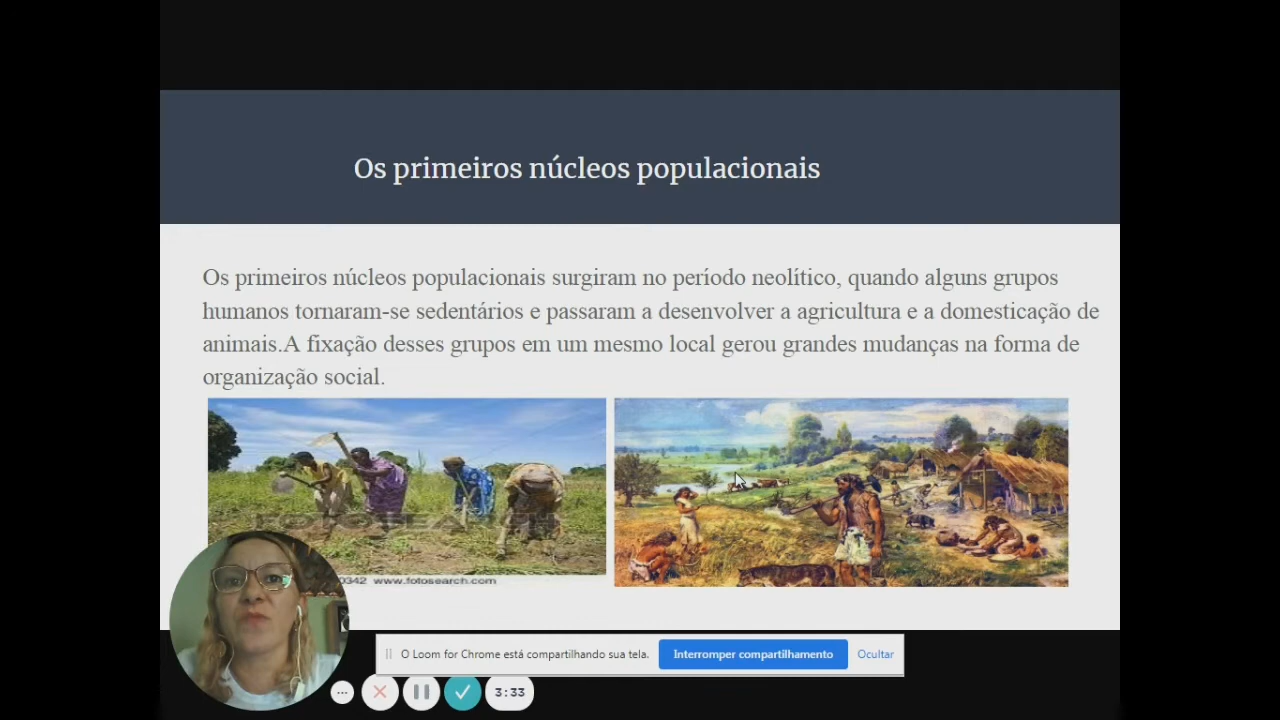 Os primeiros núcleos populacionais
Os primeiros núcleos populacionais surgiram no período neolítico, quando alguns grupos
humanos tornaram-se sedentários e passaram a desenvolver a agricultura e a domesticação de
animais.A fixação desses grupos em um mesmo local gerou grandes mudanças na forma de
organização social.
FOTOSEARCH
0342 www.fotosearch.com
O Loom for Chrome está compartilhando sua tela.
Interromper compartilhamento
Ocultar
3:33